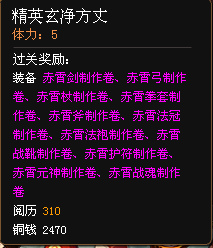 精英玄净方丈
体力：5
过关奖励：
装备 赤霄剑制作卷、赤霄弓制作
卷、赤霄杖制作卷、赤霄拳套制
作卷、赤霄斧制作卷、赤霄法冠
制作卷、赤霄法袍制作卷、赤霄
战靴制作卷、赤霄护符制作卷、
赤霄元神制作卷、赤霄战魂制作
卷
阅历 310
铜钱 2470